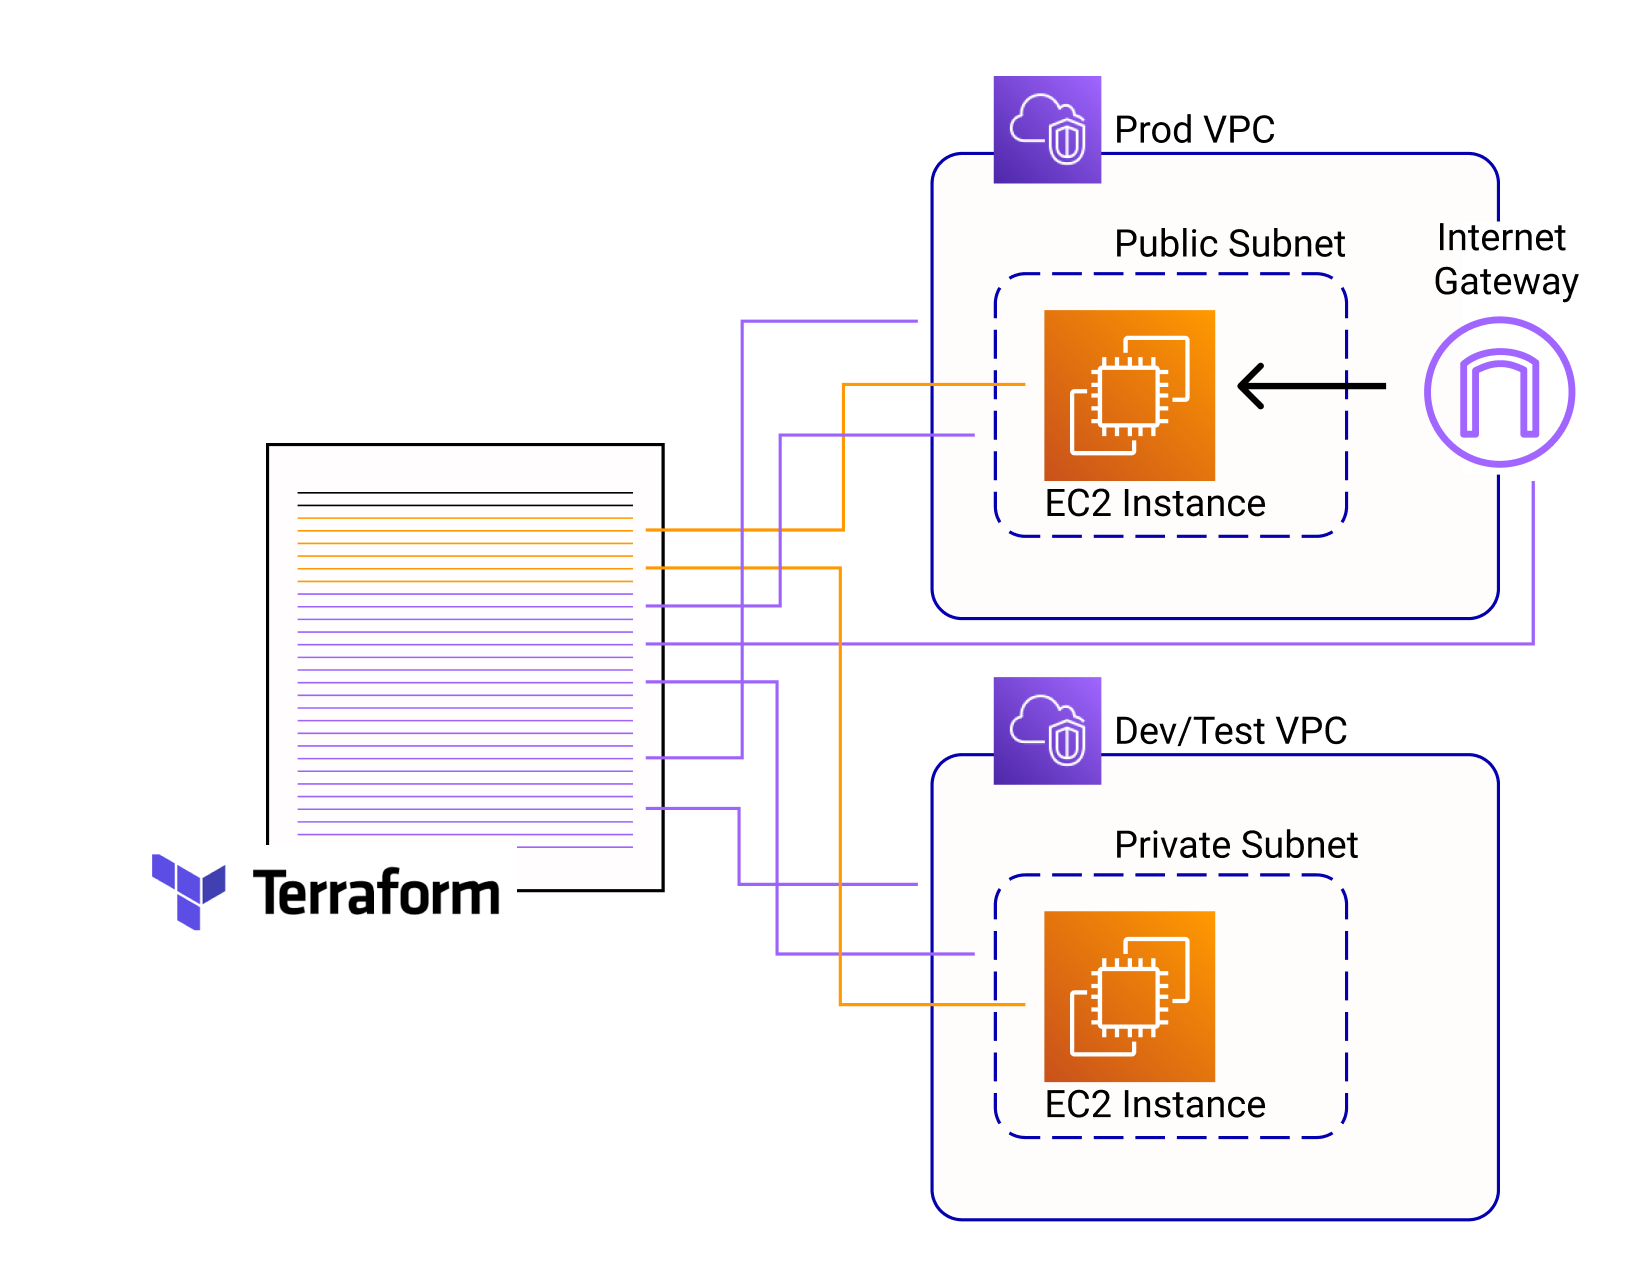 Prod VPC
Public Subnet
Internet
Gateway
EC2 Instance
Dev/Test VPC
Private Subnet
Terraform
EC2 Instance